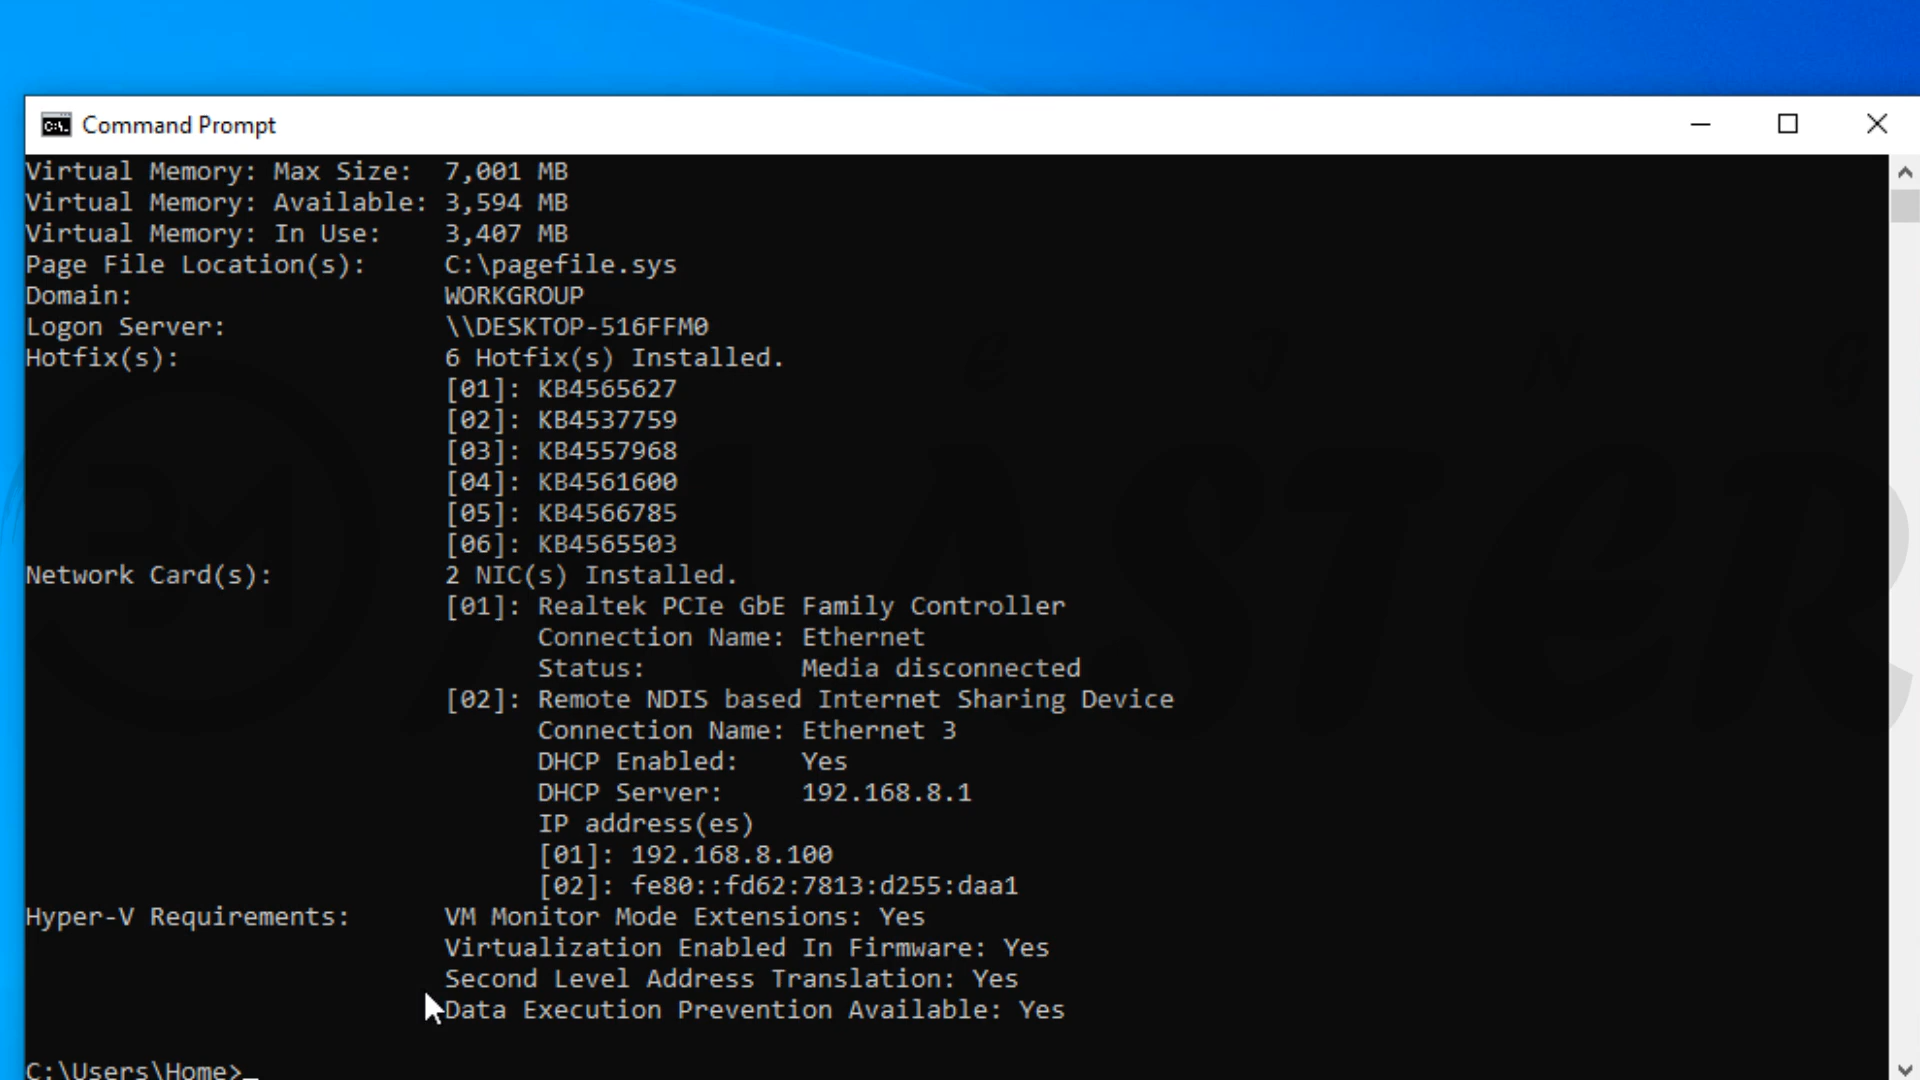 Command Prompt
Virtual Memory: Max Size:  7,001 MB
Virtual Memory: Available: 3,594 MB
Virtual Memory: In Use:    3,407 MB
Page File Location(s):     C:\pagefile.sys
Domain:                    WORKGROUP
Logon Server:              \\DESKTOP-516FFM0
Hotfix(s):                 6 Hotfix(s) Installed.
                           [01]: KB4565627
                           [02]: KB4537759
                           [03]: KB4557968
                           [04]: KB4561600
                           [05]: KB4566785
                           [06]: KB4565503
Network Card(s):           2 NIC(s) Installed.
                           [01]: Realtek PCIe GbE Family Controller
                                 Connection Name: Ethernet
                                 Status:          Media disconnected
                           [02]: Remote NDIS based Internet Sharing Device
                                 Connection Name: Ethernet 3
                                 DHCP Enabled:    Yes
                                 DHCP Server:     192.168.8.1
                                 IP address(es)
                                 [01]: 192.168.8.100
                                 [02]: fe80::fd62:7813:d255:daa1
Hyper-V Requirements:      VM Monitor Mode Extensions: Yes
                           Virtualization Enabled In Firmware: Yes
                           Second Level Address Translation: Yes
                           Data Execution Prevention Available: Yes
C:\Users\Home>_